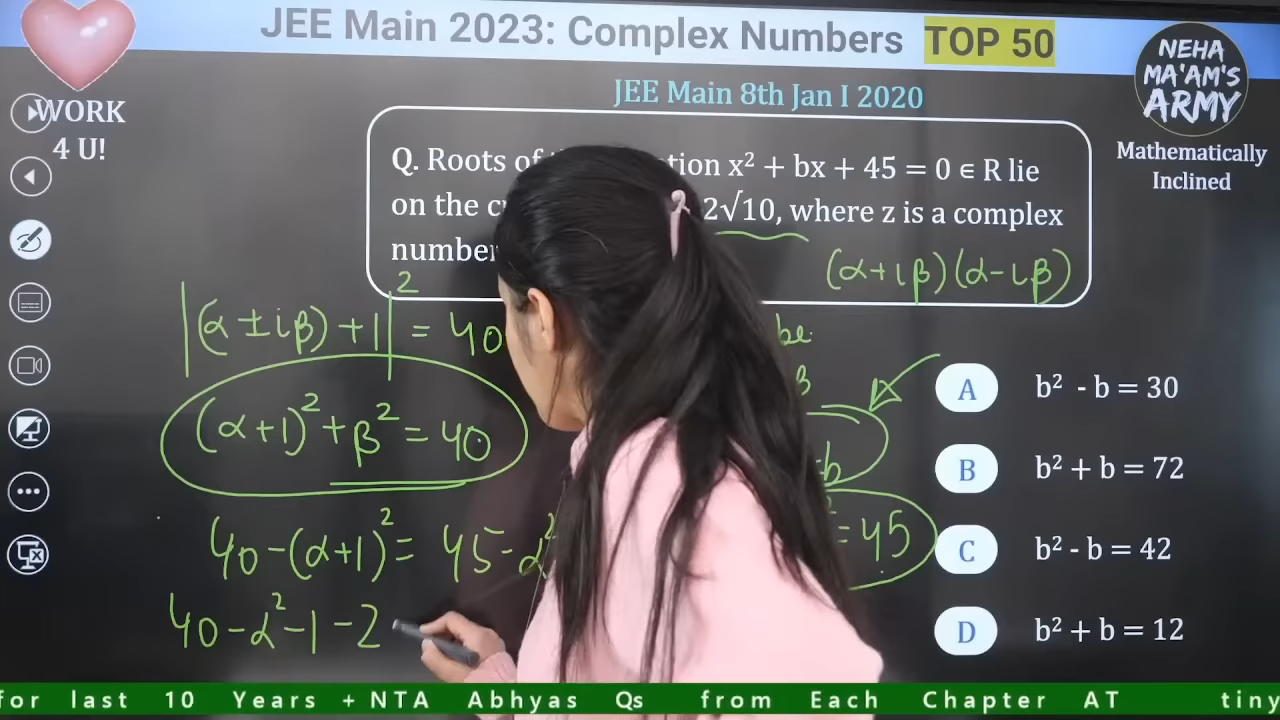 JEE Main 2023: Complex Numbers TOP 50
NEHA
MA'AM'S
ARMY
Mathematically
Inclined
WORK
4 U!
JEE Main 8th Jan I 2020
Q. Roots of tion x² + bx + 45 = 0 ∈ R lie
on the 2√10, where z is a complex
number
(α+iβ)(α-iβ)
|(α±iβ)+1|² = 40
be
(α+1)²+β²=40
b
40-(α+1)²= 45-α²
=45
40-α²-1-2
A b² - b = 30
B b² + b = 72
C b² - b = 42
D b² + b = 12
for last 10 Years + NTA Abhyas Qs from Each Chapter AT tiny